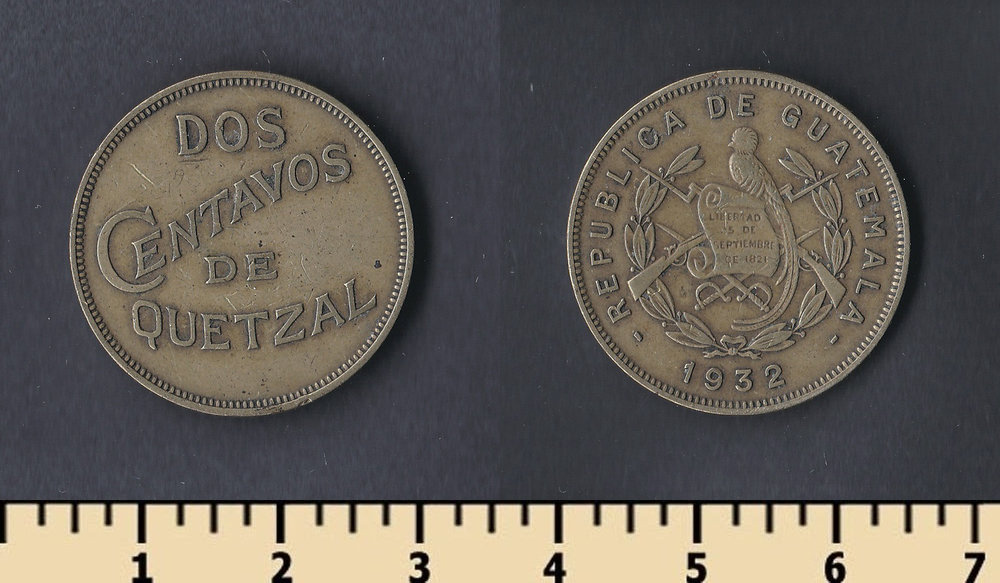 DOS
CENTAVOS
DE
QUETZAL
- REPUBLICA DE GUATEMALA -
LIBERTAD
15 DE
SEPTIEMBRE
DE 1821
1932
1 2 3 4 5 6 7